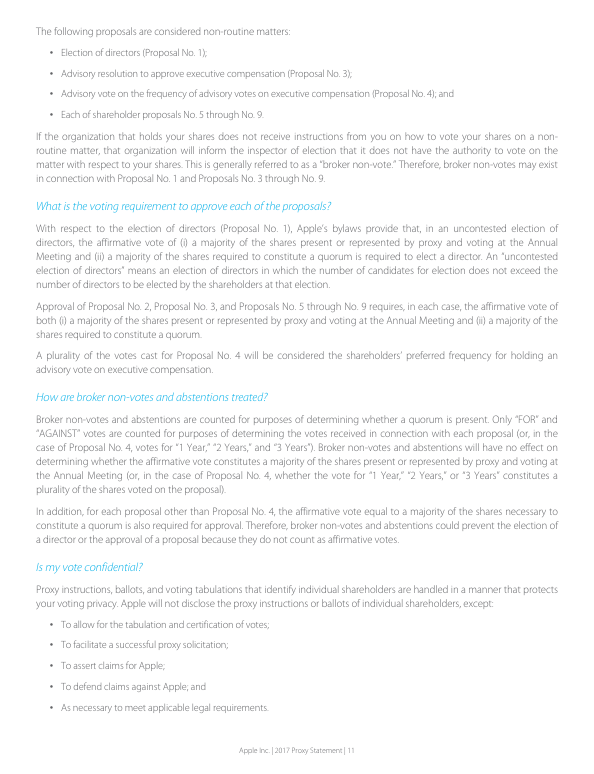 The following proposals are considered non-routine matters:
• Election of directors (Proposal No. 1);
• Advisory resolution to approve executive compensation (Proposal No. 3);
• Advisory vote on the frequency of advisory votes on executive compensation (Proposal No. 4); and
• Each of shareholder proposals No. 5 through No. 9.
If the organization that holds your shares does not receive instructions from you on how to vote your shares on a non-
routine matter, that organization will inform the inspector of election that it does not have the authority to vote on the
matter with respect to your shares. This is generally referred to as a “broker non-vote.” Therefore, broker non-votes may exist
in connection with Proposal No. 1 and Proposals No. 3 through No. 9.
What is the voting requirement to approve each of the proposals?
With respect to the election of directors (Proposal No. 1), Apple’s bylaws provide that, in an uncontested election of
directors, the affirmative vote of (i) a majority of the shares present or represented by proxy and voting at the Annual
Meeting and (ii) a majority of the shares required to constitute a quorum is required to elect a director. An “uncontested
election of directors” means an election of directors in which the number of candidates for election does not exceed the
number of directors to be elected by the shareholders at that election.
Approval of Proposal No. 2, Proposal No. 3, and Proposals No. 5 through No. 9 requires, in each case, the affirmative vote of
both (i) a majority of the shares present or represented by proxy and voting at the Annual Meeting and (ii) a majority of the
shares required to constitute a quorum.
A plurality of the votes cast for Proposal No. 4 will be considered the shareholders’ preferred frequency for holding an
advisory vote on executive compensation.
How are broker non-votes and abstentions treated?
Broker non-votes and abstentions are counted for purposes of determining whether a quorum is present. Only “FOR” and
“AGAINST” votes are counted for purposes of determining the votes received in connection with each proposal (or, in the
case of Proposal No. 4, votes for “1 Year,” “2 Years,” and “3 Years”). Broker non-votes and abstentions will have no effect on
determining whether the affirmative vote constitutes a majority of the shares present or represented by proxy and voting at
the Annual Meeting (or, in the case of Proposal No. 4, whether the vote for “1 Year,” “2 Years,” or “3 Years” constitutes a
plurality of the shares voted on the proposal).
In addition, for each proposal other than Proposal No. 4, the affirmative vote equal to a majority of the shares necessary to
constitute a quorum is also required for approval. Therefore, broker non-votes and abstentions could prevent the election of
a director or the approval of a proposal because they do not count as affirmative votes.
Is my vote confidential?
Proxy instructions, ballots, and voting tabulations that identify individual shareholders are handled in a manner that protects
your voting privacy. Apple will not disclose the proxy instructions or ballots of individual shareholders, except:
• To allow for the tabulation and certification of votes;
• To facilitate a successful proxy solicitation;
• To assert claims for Apple;
• To defend claims against Apple; and
• As necessary to meet applicable legal requirements.
Apple Inc. | 2017 Proxy Statement | 11